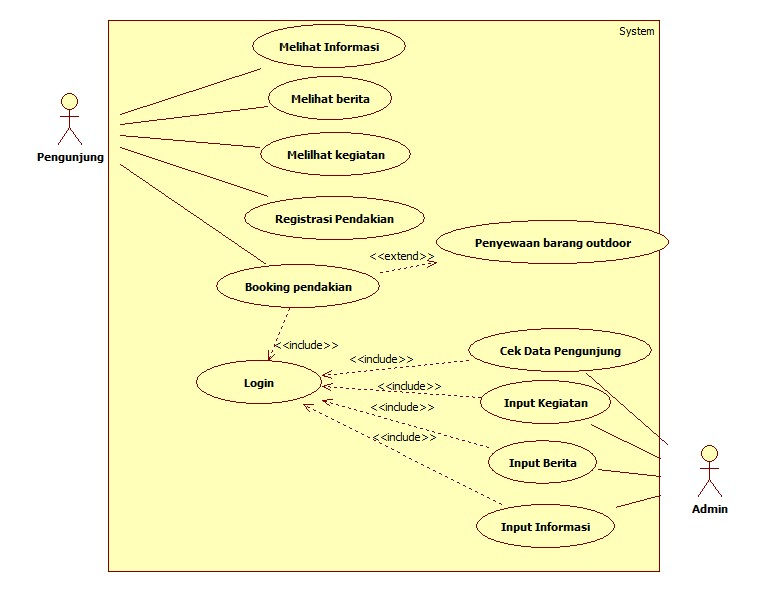 System
Melihat Informasi
Melihat berita
Pengunjung
Melilhat kegiatan
Registrasi Pendakian
Penyewaan barang outdoor
<<extend>>
Booking pendakian
<<include>>
Cek Data Pengunjung
<<include>>
Login
<<include>>
Input Kegiatan
<<include>>
<<include>>
Input Berita
Admin
Input Informasi